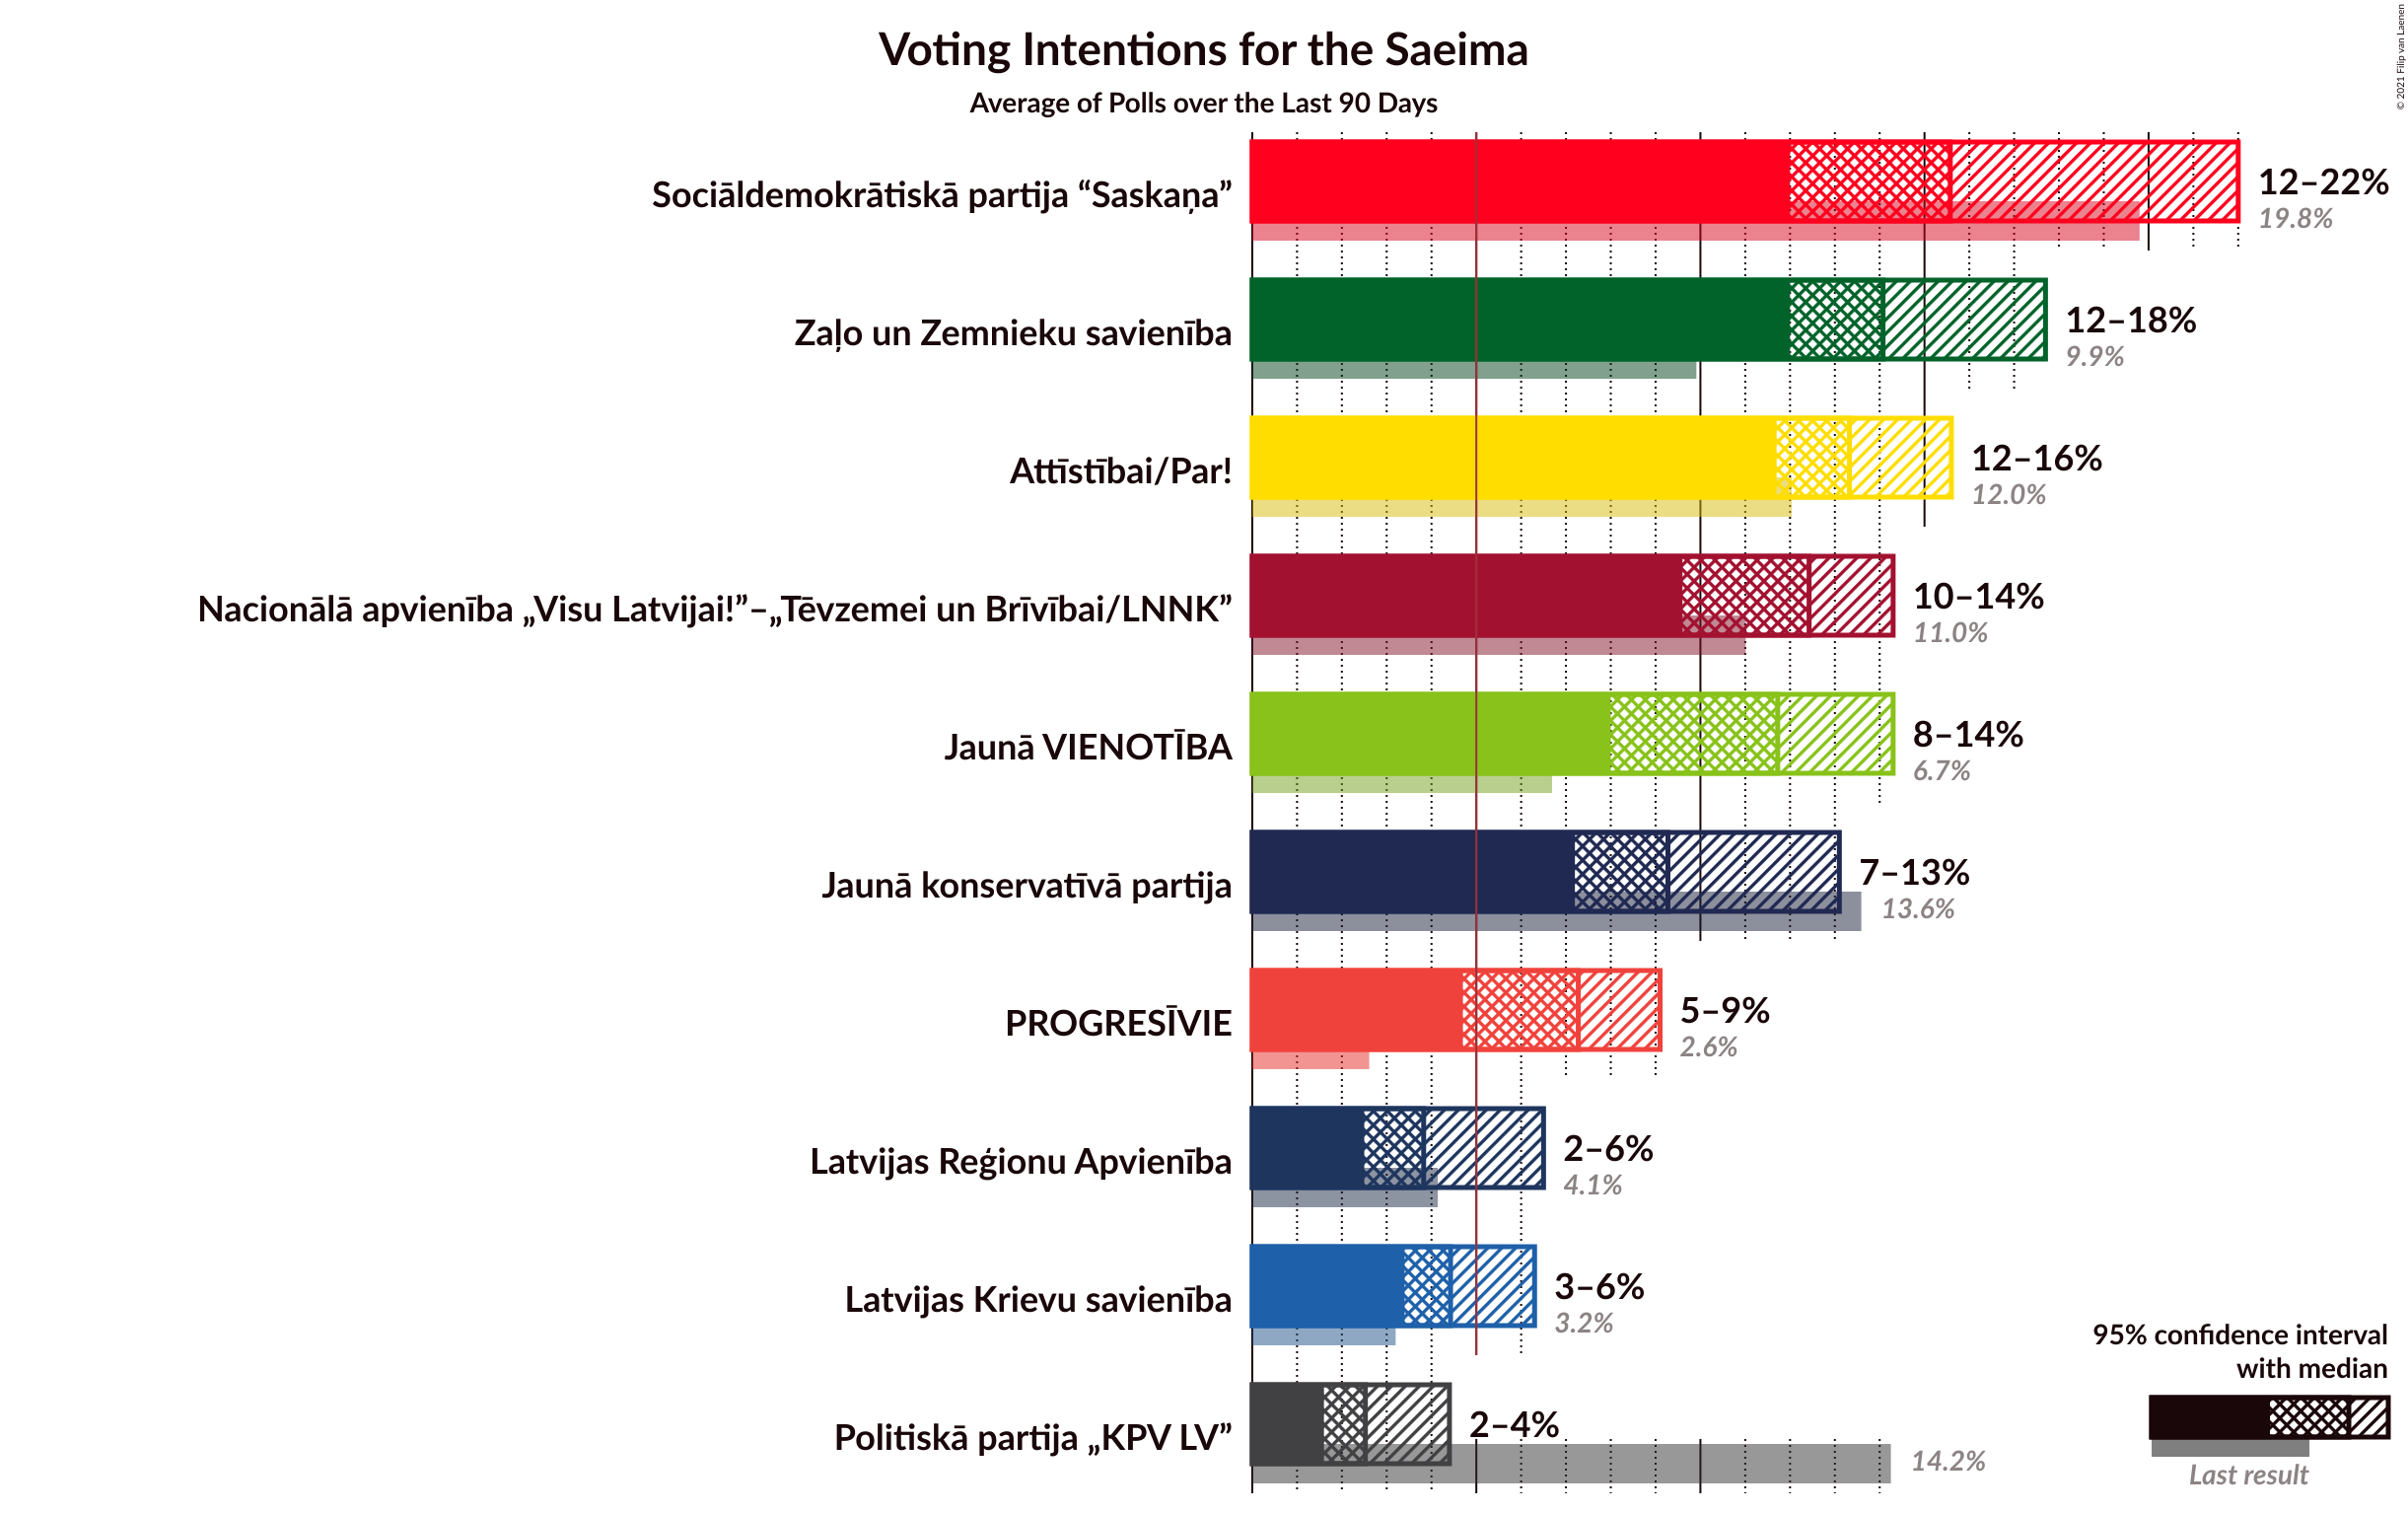 Voting Intentions for the Saeima
Average of Polls over the Last 90 Days
© 2021 Filip van Laenen
Sociāldemokrātiskā partija “Saskaņa”
12–22%
19.8%
Zaļo un Zemnieku savienība
12–18%
9.9%
Attīstībai/Par!
12–16%
12.0%
Nacionālā apvienība „Visu Latvijai!”–„Tēvzemei un Brīvībai/LNNK”
10–14%
11.0%
Jaunā VIENOTĪBA
8–14%
6.7%
Jaunā konservatīvā partija
7–13%
13.6%
PROGRESĪVIE
5–9%
2.6%
Latvijas Reģionu Apvienība
2–6%
4.1%
Latvijas Krievu savienība
3–6%
3.2%
Politiskā partija „KPV LV”
2–4%
14.2%
95% confidence interval
with median
Last result